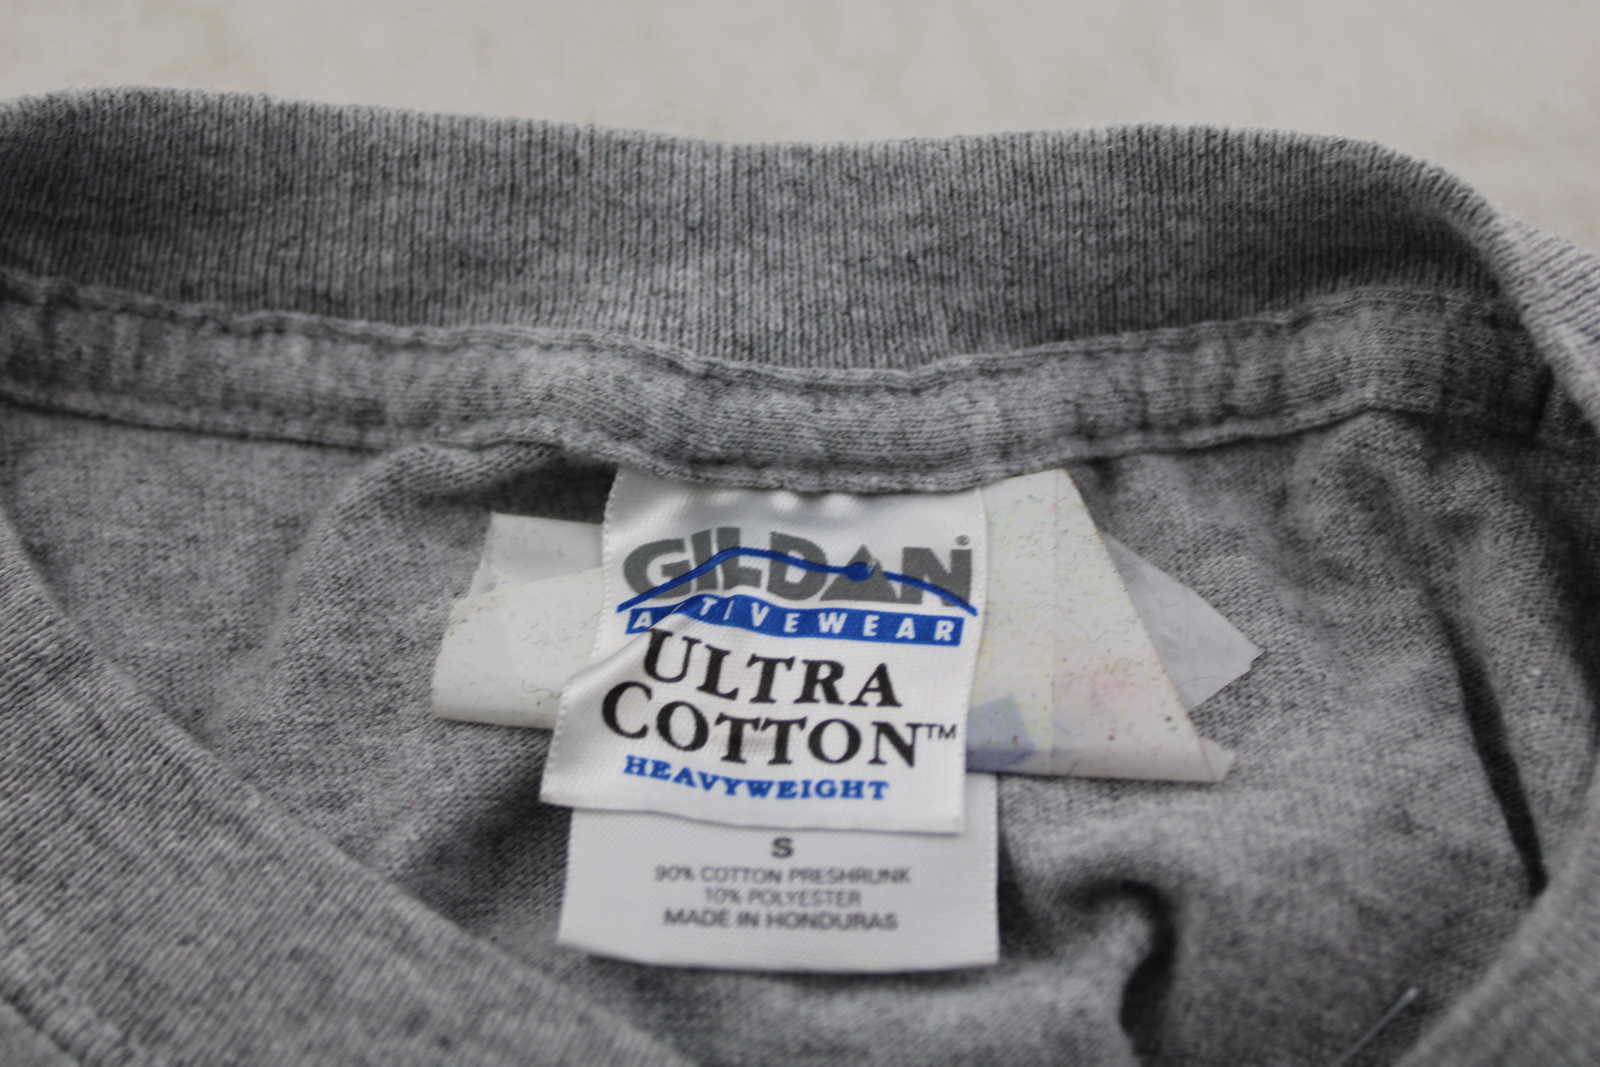 GILDAN®
ACTIVEWEAR
ULTRA
COTTON™
HEAVYWEIGHT
S
90% COTTON PRESHRUNK
10% POLYESTER
MADE IN HONDURAS